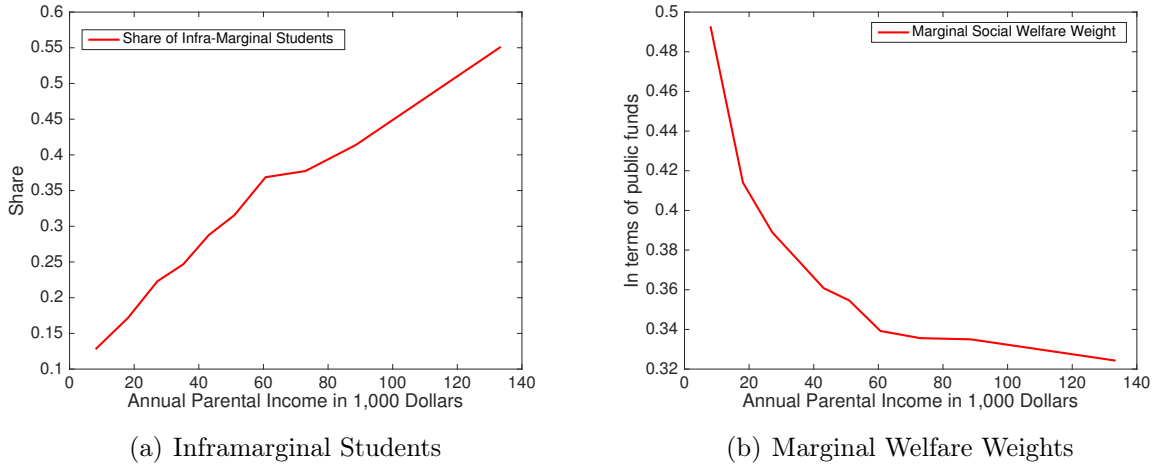 Share of Infra-Marginal Students
0.55
0.5
0.45
0.4
0.35
0.3
0.25
0.2
0.15
0.1
Share
0 20 40 60 80 100 120 140
Annual Parental Income in 1,000 Dollars
(a) Inframarginal Students
Marginal Social Welfare Weight
0.5
0.48
0.46
0.44
0.42
0.4
0.38
0.36
0.34
0.32
In terms of public funds
0 20 40 60 80 100 120 140
Annual Parental Income in 1,000 Dollars
(b) Marginal Welfare Weights